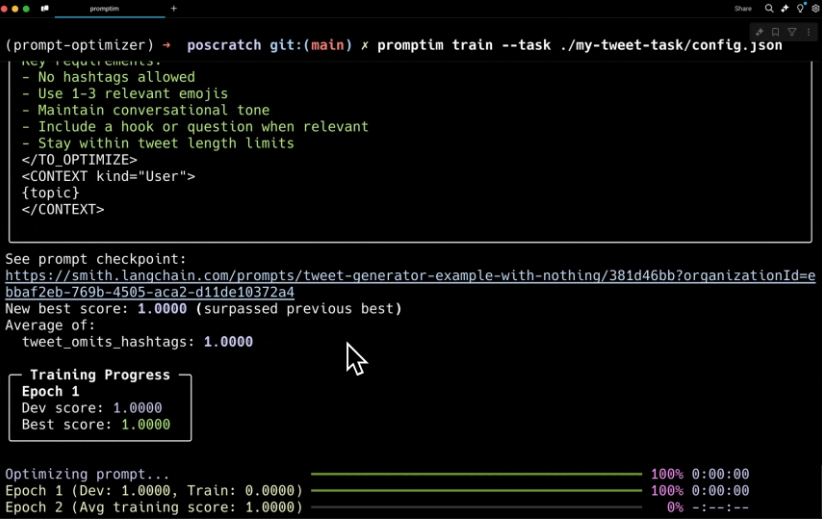 promptim
+
Share
(prompt-optimizer) → poscratch git:(main) ✗ promptim train --task ./my-tweet-task/config.json
Key requirements:
- No hashtags allowed
- Use 1-3 relevant emojis
- Maintain conversational tone
- Include a hook or question when relevant
- Stay within tweet length limits
</TO_OPTIMIZE>
<CONTEXT kind="User">
{topic}
</CONTEXT>
See prompt checkpoint:
https://smith.langchain.com/prompts/tweet-generator-example-with-nothing/381d46bb?organizationId=e
bbaf2eb-769b-4505-aca2-d11de10372a4
New best score: 1.0000 (surpassed previous best)
Average of:
tweet_omits_hashtags: 1.0000
Training Progress
Epoch 1
Dev score: 1.0000
Best score: 1.0000
Optimizing prompt... 100% 0:00:00
Epoch 1 (Dev: 1.0000, Train: 0.0000) 100% 0:00:00
Epoch 2 (Avg training score: 1.0000) 0% -:--:--